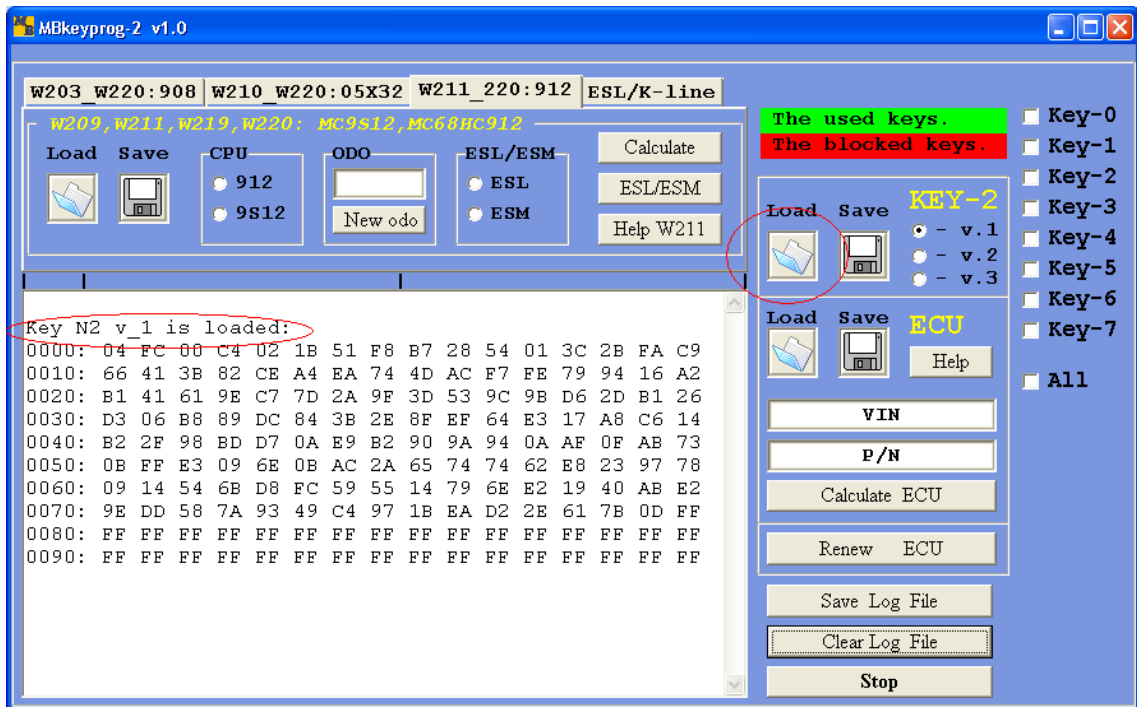 MBkeyprog-2 v1.0
W203_W220:908 W210_W220:05X32 W211_220:912 ESL/K-line
W209,W211,W219,W220: MC9S12,MC68HC912
Load Save CPU ODO ESL/ESM Calculate
912 ESL ESL/ESM
9S12 New odo ESM Help W211
Key N2 v_1 is loaded:
0000: 04 FC 00 C4 02 1B 51 F8 B7 28 54 01 3C 2B FA C9
0010: 66 41 3B 82 CE A4 EA 74 4D AC F7 FE 79 94 16 A2
0020: B1 41 61 9E C7 7D 2A 9F 3D 53 9C 9B D6 2D B1 26
0030: D3 06 B8 89 DC 84 3B 2E 8F EF 64 E3 17 A8 C6 14
0040: B2 2F 98 BD D7 0A E9 B2 90 9A 94 0A AF 0F AB 73
0050: 0B FF E3 09 6E 0B AC 2A 65 74 74 62 E8 23 97 78
0060: 09 14 54 6B D8 FC 59 55 14 79 6E E2 19 40 AB E2
0070: 9E DD 58 7A 93 49 C4 97 1B EA D2 2E 61 7B 0D FF
0080: FF FF FF FF FF FF FF FF FF FF FF FF FF FF FF FF
0090: FF FF FF FF FF FF FF FF FF FF FF FF FF FF FF FF
The used keys.
The blocked keys.
Load Save KEY-2
- v.1
- v.2
- v.3
Load Save ECU
Help
VIN
P/N
Calculate ECU
Renew ECU
Save Log File
Clear Log File
Stop
Key-0
Key-1
Key-2
Key-3
Key-4
Key-5
Key-6
Key-7
All